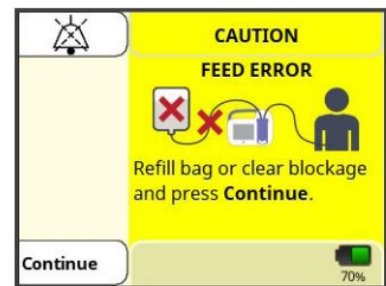 CAUTION
FEED ERROR
Refill bag or clear blockage
and press Continue.
Continue
70%